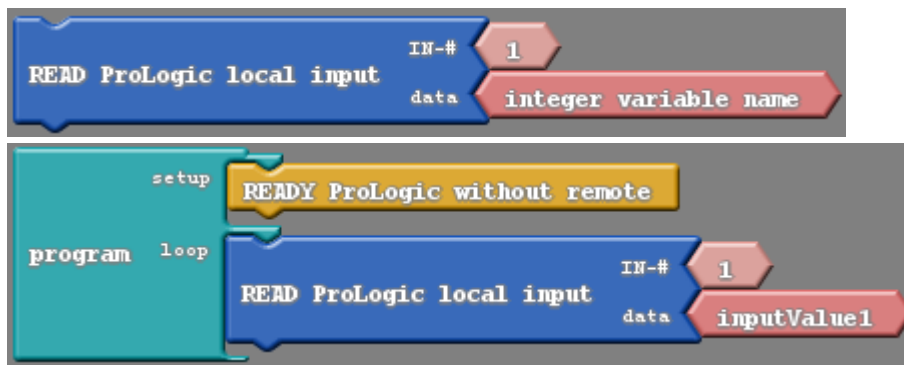 IN-# 1
READ ProLogic local input
data integer variable name
setup READY ProLogic without remote
program loop
IN-# 1
READ ProLogic local input
data inputValue1